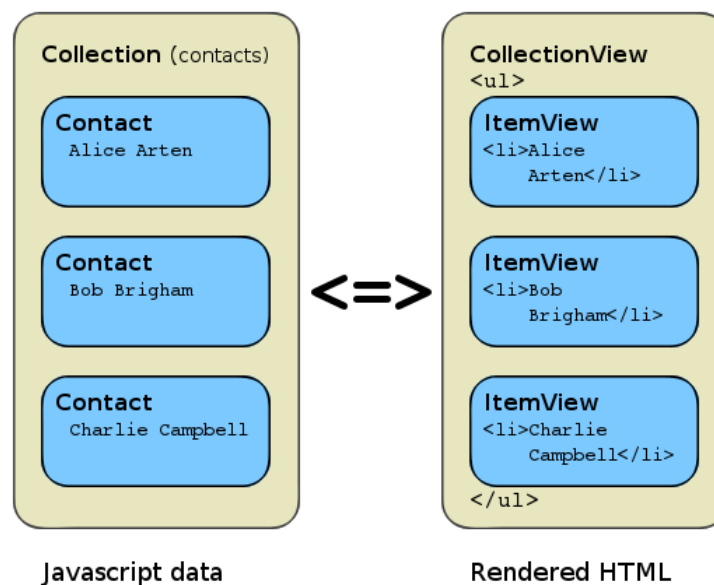 Collection (contacts)
Contact
Alice Arten
Contact
Bob Brigham
Contact
Charlie Campbell
Javascript data
<=>
CollectionView
<ul>
ItemView
<li>Alice
Arten</li>
ItemView
<li>Bob
Brigham</li>
ItemView
<li>Charlie
Campbell</li>
</ul>
Rendered HTML